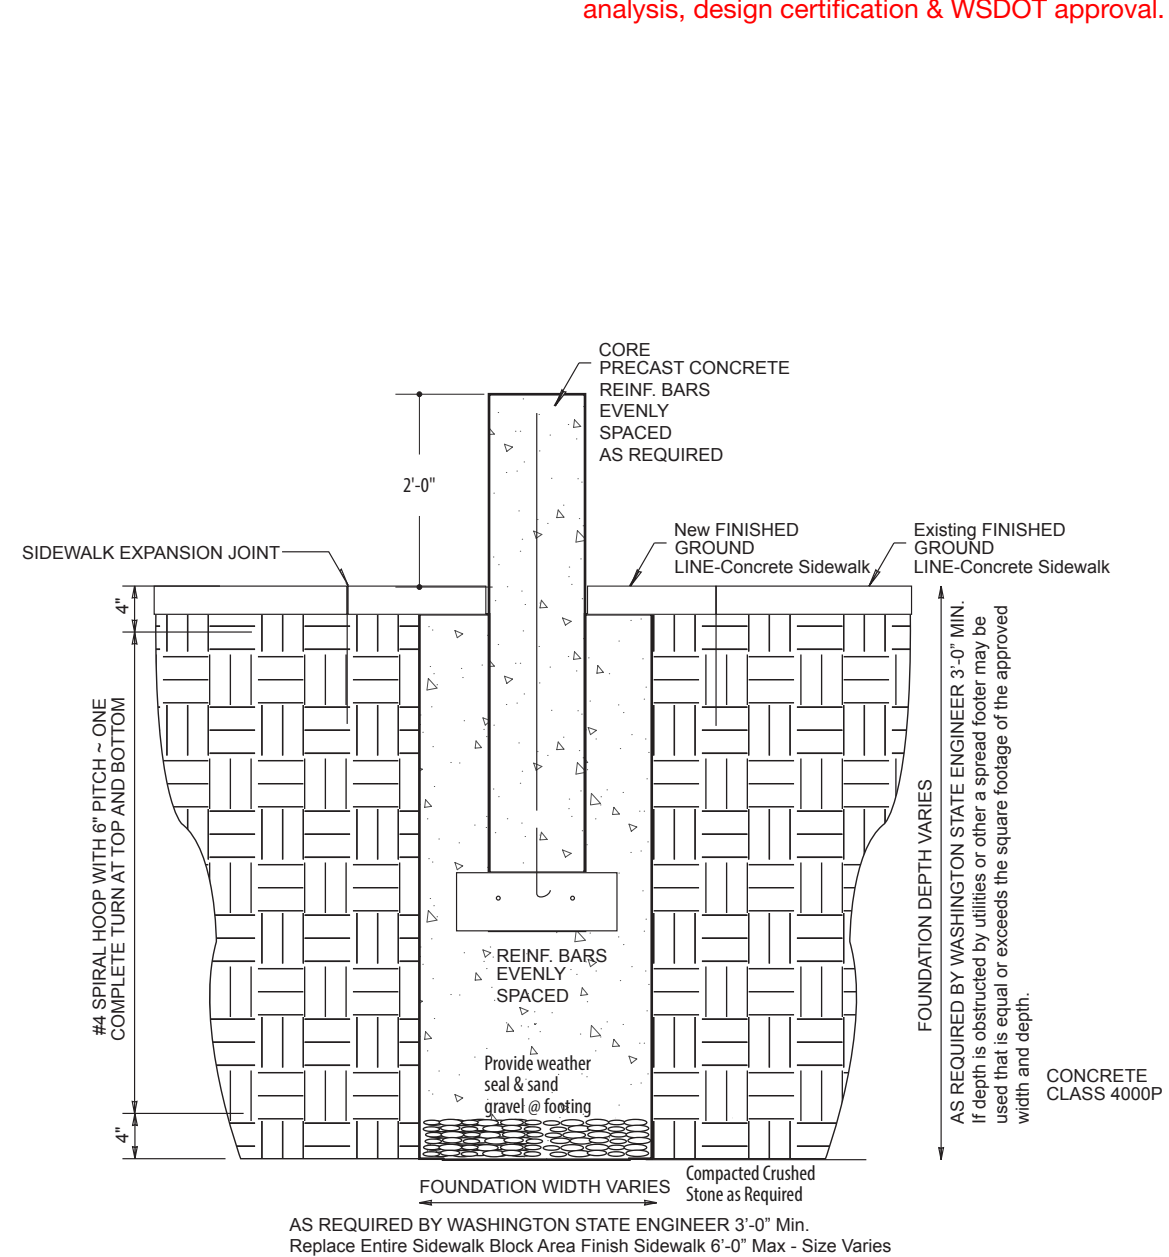 analysis, design certification & WSDOT approval.
CORE
PRECAST CONCRETE
REINF. BARS
EVENLY
SPACED
AS REQUIRED
2'-0"
SIDEWALK EXPANSION JOINT
New FINISHED
GROUND
LINE-Concrete Sidewalk
Existing FINISHED
GROUND
LINE-Concrete Sidewalk
4"
#4 SPIRAL HOOP WITH 6" PITCH ~ ONE
COMPLETE TURN AT TOP AND BOTTOM
4"
REINF. BARS
EVENLY
SPACED
Provide weather
seal & sand
gravel @ footing
FOUNDATION DEPTH VARIES
AS REQUIRED BY WASHINGTON STATE ENGINEER 3'-0” MIN.
If depth is obstructed by utilities or other a spread footer may be
used that is equal or exceeds the square footage of the approved
width and depth.
CONCRETE
CLASS 4000P
Compacted Crushed
Stone as Required
FOUNDATION WIDTH VARIES
AS REQUIRED BY WASHINGTON STATE ENGINEER 3'-0” Min.
Replace Entire Sidewalk Block Area Finish Sidewalk 6'-0” Max - Size Varies